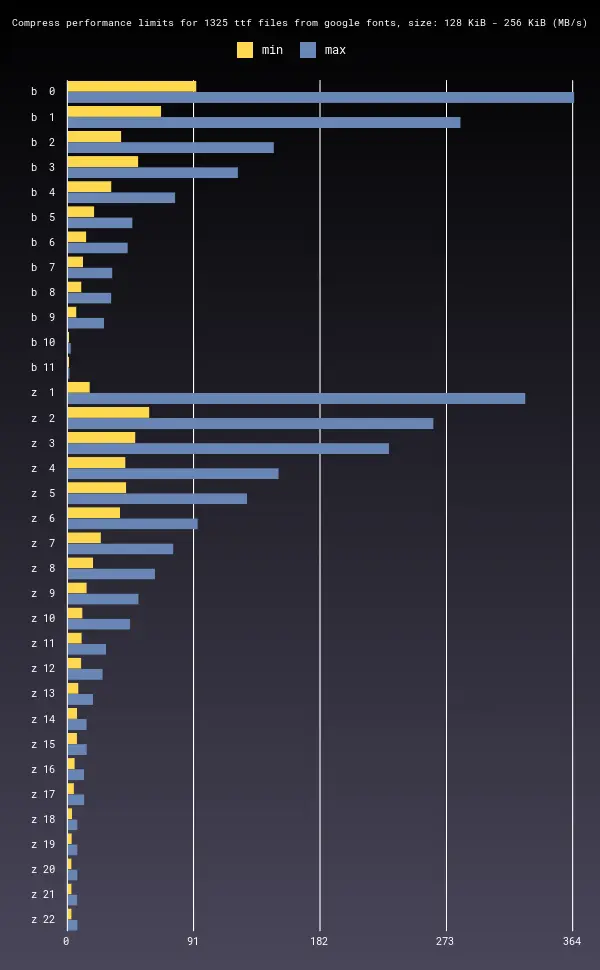 Compress performance limits for 1325 ttf files from google fonts, size: 128 KiB - 256 KiB (MB/s)
min max
b 0
b 1
b 2
b 3
b 4
b 5
b 6
b 7
b 8
b 9
b 10
b 11
z 1
z 2
z 3
z 4
z 5
z 6
z 7
z 8
z 9
z 10
z 11
z 12
z 13
z 14
z 15
z 16
z 17
z 18
z 19
z 20
z 21
z 22
0 91 182 273 364